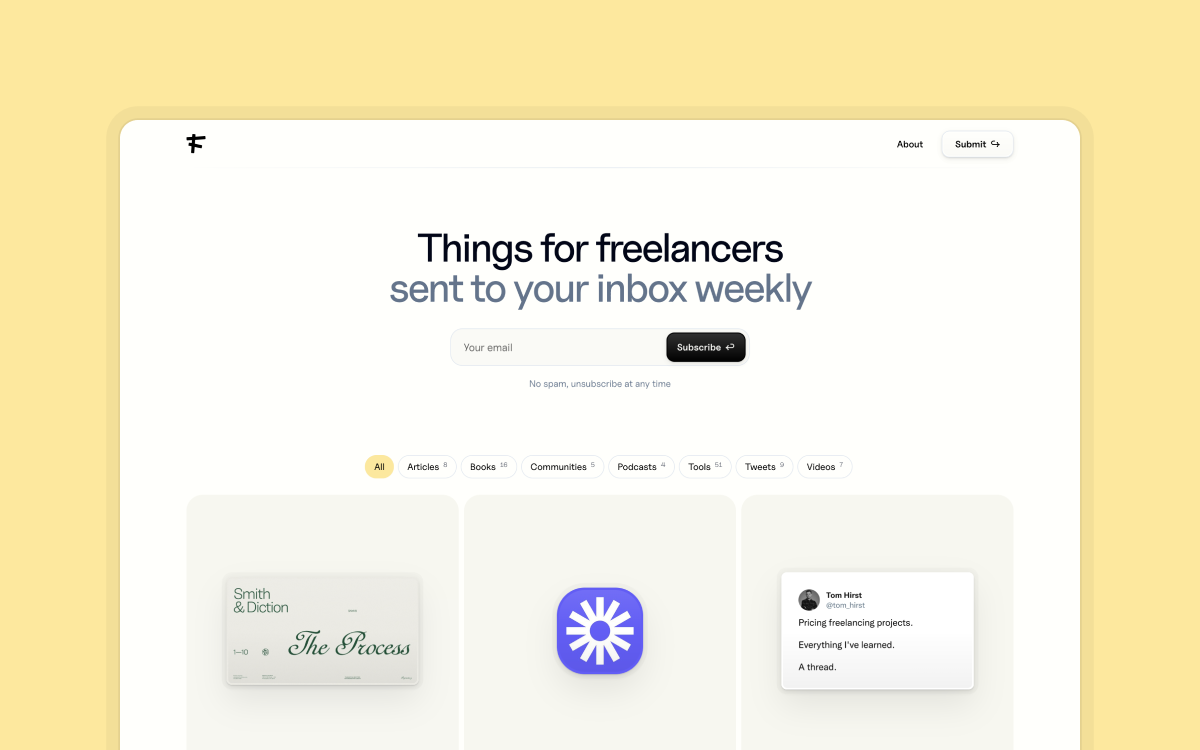 About
Submit
Things for freelancers
sent to your inbox weekly
Your email
Subscribe
No spam, unsubscribe at any time
All
Articles 8
Books 16
Communities 5
Podcasts 4
Tools 51
Tweets 9
Videos 7
Smith
& Diction
The Process
1—10
Tom Hirst
@tom_hirst
Pricing freelancing projects.
Everything I've learned.
A thread.